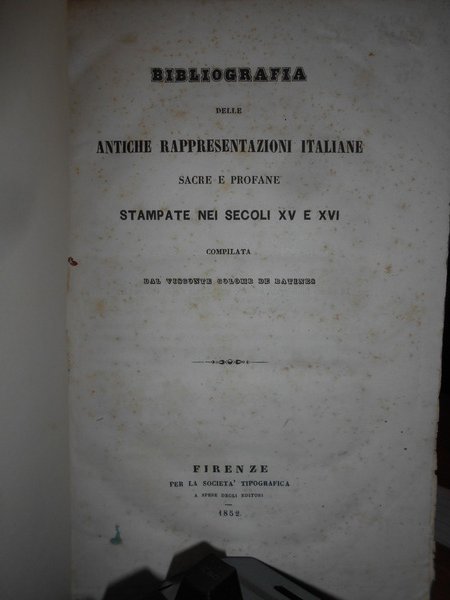 BIBLIOGRAFIA
DELLE
ANTICHE RAPPRESENTAZIONI ITALIANE
SACRE E PROFANE
STAMPATE NEI SECOLI XV E XVI
COMPILATA
DAL VISCONTE COLOMB DE BATINES
FIRENZE
PER LA SOCIETA' TIPOGRAFICA
A SPESE DEGLI EDITORI
1852.